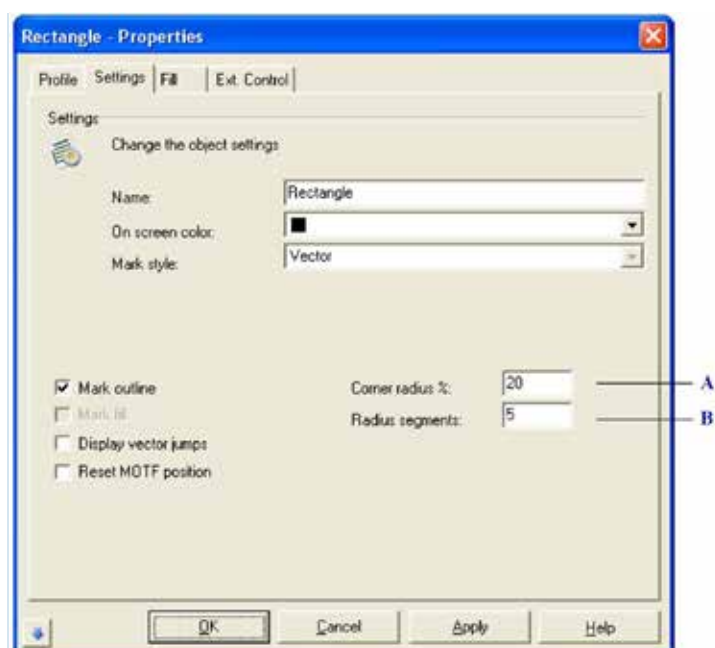 Rectangle - Properties
Profile Settings Fill Ext. Control
Settings
Change the object settings
Name: Rectangle
On screen color:
Mark style: Vector
Mark outline Corner radius %: 20 A
Mark fill Radius segments: 5 B
Display vector jumps
Reset MOTF position
OK Cancel Apply Help